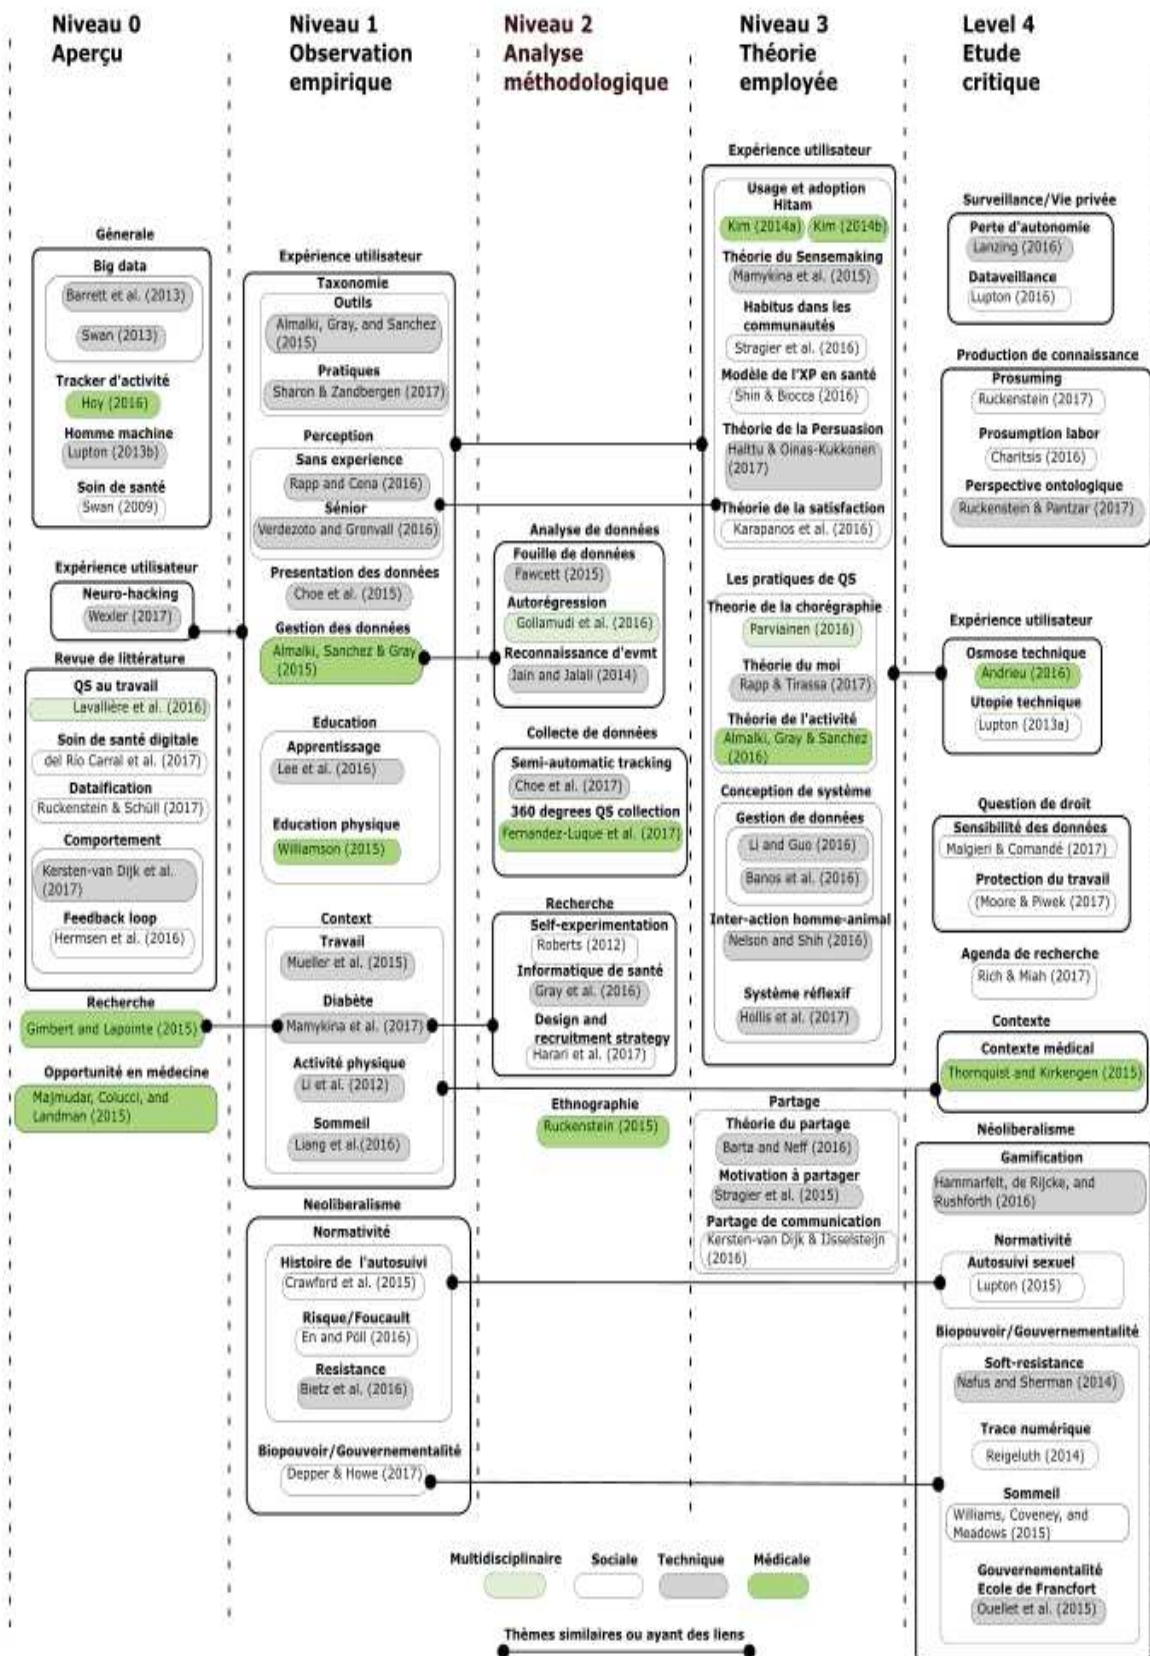 Niveau 0
Aperçu
Génerale
Big data
Barrett et al. (2013)
Swan (2013)
Tracker d'activité
Hoy (2016)
Homme machine
Lupton (2013b)
Soin de santé
Swan (2009)
Expérience utilisateur
Neuro-hacking
Wexler (2017)
Revue de littérature
QS au travail
Lavallière et al. (2016)
Soin de santé digitale
del Río Carral et al. (2017)
Dataification
Ruckenstein & Schüll (2017)
Comportement
Kersten-van Dijk et al.
(2017)
Feedback loop
Hermsen et al. (2016)
Recherche
Gimbert and Lapointe (2015)
Opportunité en médecine
Majmudar, Colucci, and
Landman (2015)
Niveau 1
Observation
empirique
Expérience utilisateur
Taxonomie
Outils
Almalki, Gray, and Sanchez
(2015)
Pratiques
Sharon & Zandbergen (2017)
Perception
Sans experience
Rapp and Cena (2016)
Sénior
Verdezoto and Gronvall (2016)
Presentation des données
Choe et al. (2015)
Gestion des données
Almalki, Sanchez & Gray
(2015)
Education
Apprentissage
Lee et al. (2016)
Education physique
Williamson (2015)
Context
Travail
Mueller et al. (2015)
Diabète
Mamykina et al. (2017)
Activité physique
Li et al. (2012)
Sommeil
Liang et al.(2016)
Neoliberalisme
Normativité
Histoire de l'autosuivi
Crawford et al. (2015)
Risque/Foucault
En and Pöll (2016)
Resistance
Bietz et al. (2016)
Biopouvoir/Gouvernementalité
Depper & Howe (2017)
Niveau 2
Analyse
méthodologique
Analyse de données
Fouille de données
Fawcett (2015)
Autorégression
Gollamudi et al. (2016)
Reconnaissance d'evmt
Jain and Jalali (2014)
Collecte de données
Semi-automatic tracking
Choe et al. (2017)
360 degrees QS collection
Fernandez-Luque et al. (2017)
Recherche
Self-experimentation
Roberts (2012)
Informatique de santé
Gray et al. (2016)
Design and
recruitment strategy
Harari et al. (2017)
Ethnographie
Ruckenstein (2015)
Niveau 3
Théorie
employée
Expérience utilisateur
Usage et adoption
Hitam
Kim (2014a) Kim (2014b)
Théorie du Sensemaking
Mamykina et al. (2015)
Habitus dans les
communautés
Stragier et al. (2016)
Modèle de l'XP en santé
Shin & Biocca (2016)
Théorie de la Persuasion
Halttu & Oinas-Kukkonen
(2017)
Théorie de la satisfaction
Karapanos et al. (2016)
Les pratiques de QS
Theorie de la chorégraphie
Parviainen (2016)
Théorie du moi
Rapp & Tirassa (2017)
Théorie de l'activité
Almalki, Gray & Sanchez
(2016)
Conception de système
Gestion de données
Li and Guo (2016)
Banos et al. (2016)
Inter-action homme-animal
Nelson and Shih (2016)
Système réflexif
Hollis et al. (2017)
Partage
Théorie du partage
Barta and Neff (2016)
Motivation à partager
Stragier et al. (2015)
Partage de communication
Kersten-van Dijk & IJsselsteijn
(2016)
Level 4
Etude
critique
Surveillance/Vie privée
Perte d'autonomie
Lanzing (2016)
Dataveillance
Lupton (2016)
Production de connaissance
Prosuming
Ruckenstein (2017)
Prosumption labor
Charitsis (2016)
Perspective ontologique
Ruckenstein & Pantzar (2017)
Expérience utilisateur
Osmose technique
Andrieu (2016)
Utopie technique
Lupton (2013a)
Question de droit
Sensibilité des données
Malgieri & Comandé (2017)
Protection du travail
(Moore & Piwek (2017)
Agenda de recherche
Rich & Miah (2017)
Contexte
Contexte médical
Thornquist and Kirkengen (2015)
Néoliberalisme
Gamification
Hammarfelt, de Rijcke, and
Rushforth (2016)
Normativité
Autosuivi sexuel
Lupton (2015)
Biopouvoir/Gouvernementalité
Soft-resistance
Nafus and Sherman (2014)
Trace numérique
Reigeluth (2014)
Sommeil
Williams, Coveney, and
Meadows (2015)
Gouvernementalité
Ecole de Francfort
Ouellet et al. (2015)
Multidisciplinaire Sociale Technique Médicale
Thèmes similaires ou ayant des liens